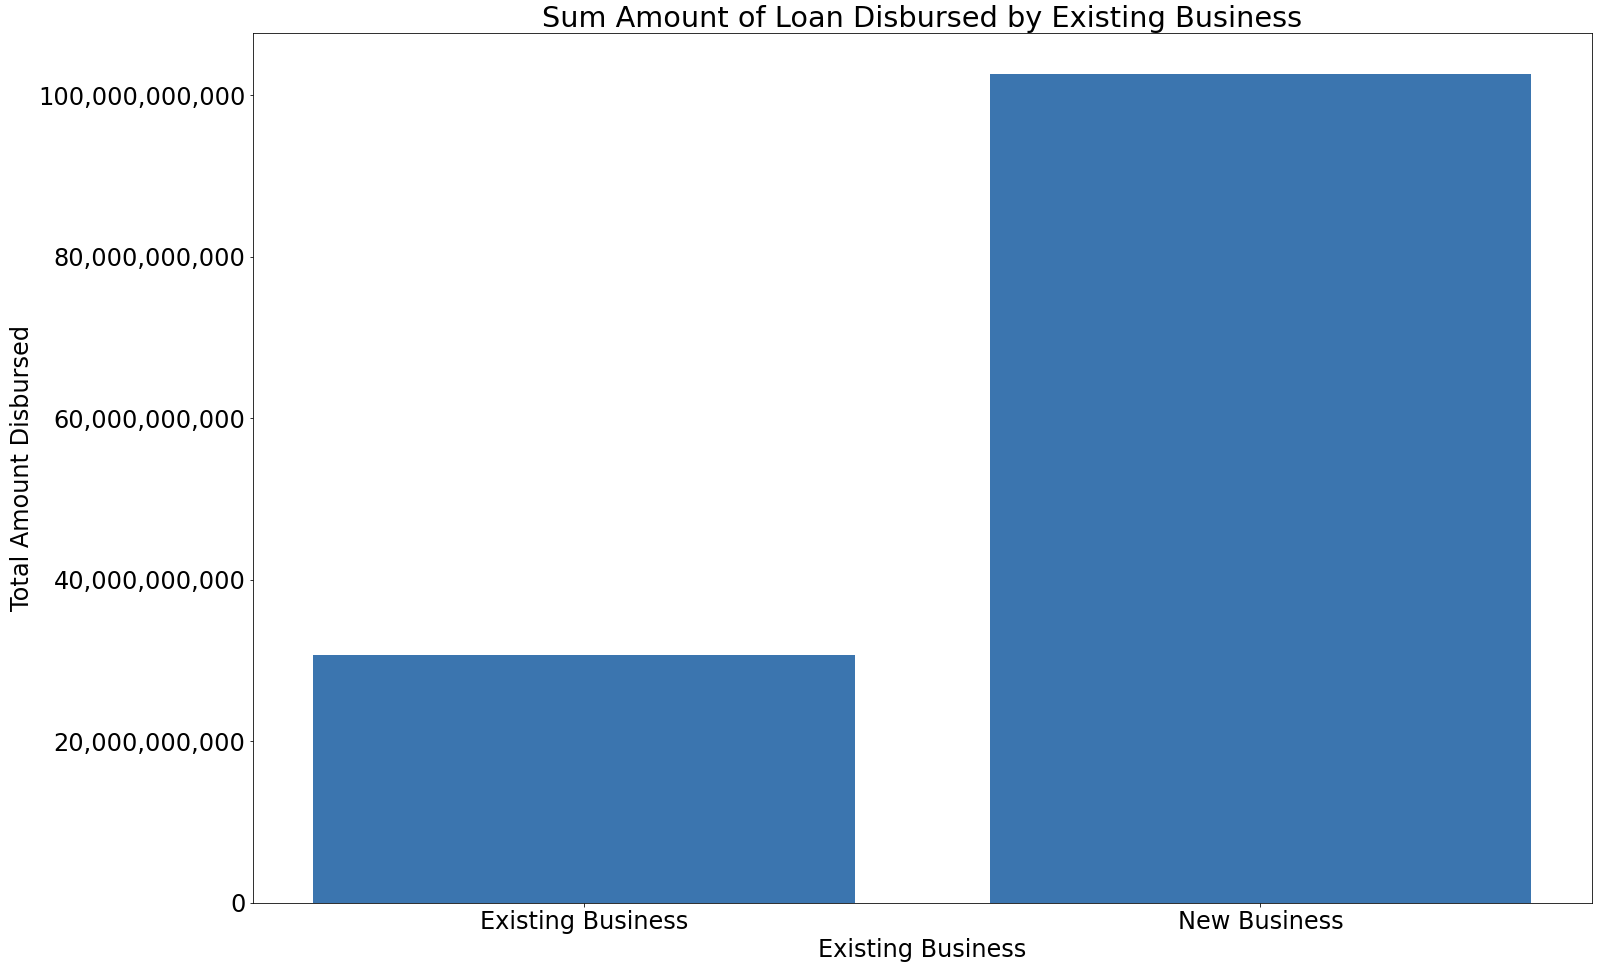 Sum Amount of Loan Disbursed by Existing Business
Total Amount Disbursed
100,000,000,000
80,000,000,000
60,000,000,000
40,000,000,000
20,000,000,000
0
Existing Business
New Business
Existing Business